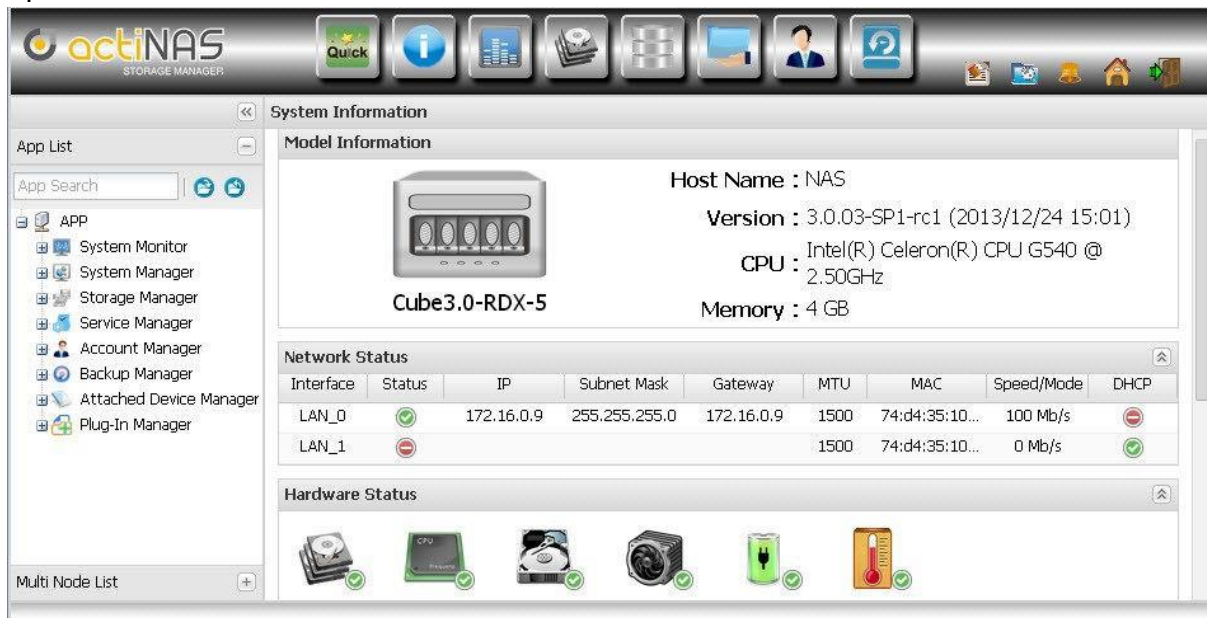 actiNAS
STORAGE MANAGER
Quick
System Information
App List
App Search
APP
System Monitor
System Manager
Storage Manager
Service Manager
Account Manager
Backup Manager
Attached Device Manager
Plug-In Manager
Multi Node List
Model Information
Cube3.0-RDX-5
Host Name : NAS
Version : 3.0.03-SP1-rc1 (2013/12/24 15:01)
CPU : Intel(R) Celeron(R) CPU G540 @
2.50GHz
Memory : 4 GB
Network Status
Interface Status IP Subnet Mask Gateway MTU MAC Speed/Mode DHCP
LAN_0 172.16.0.9 255.255.255.0 172.16.0.9 1500 74:d4:35:10... 100 Mb/s
LAN_1 1500 74:d4:35:10... 0 Mb/s
Hardware Status
CPU